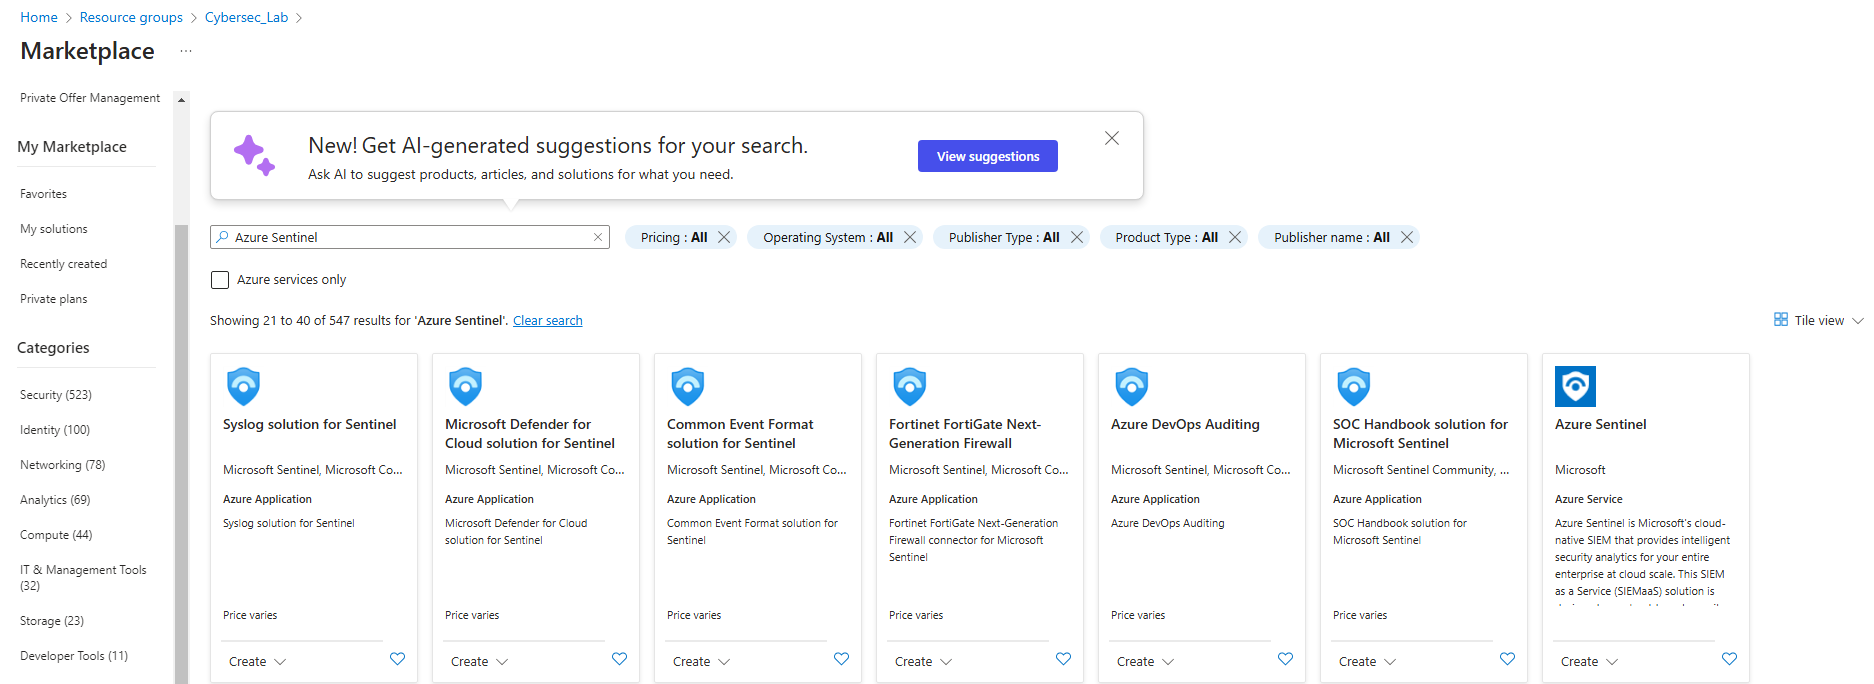 Home > Resource groups > Cybersec_Lab >
Marketplace ...
Private Offer Management
My Marketplace
Favorites
My solutions
Recently created
Private plans
Categories
Security (523)
Identity (100)
Networking (78)
Analytics (69)
Compute (44)
IT & Management Tools
(32)
Storage (23)
Developer Tools (11)
New! Get AI-generated suggestions for your search.
Ask AI to suggest products, articles, and solutions for what you need.
View suggestions
Azure Sentinel
Pricing : All
Operating System : All
Publisher Type : All
Product Type : All
Publisher name : All
Azure services only
Showing 21 to 40 of 547 results for 'Azure Sentinel'. Clear search
Tile view
Syslog solution for Sentinel
Microsoft Sentinel, Microsoft Co...
Azure Application
Syslog solution for Sentinel
Price varies
Create
Microsoft Defender for
Cloud solution for Sentinel
Microsoft Sentinel, Microsoft Co...
Azure Application
Microsoft Defender for Cloud
solution for Sentinel
Price varies
Create
Common Event Format
solution for Sentinel
Microsoft Sentinel, Microsoft Co...
Azure Application
Common Event Format solution for
Sentinel
Price varies
Create
Fortinet FortiGate Next-
Generation Firewall
Microsoft Sentinel, Microsoft Co...
Azure Application
Fortinet FortiGate Next-Generation
Firewall connector for Microsoft
Sentinel
Price varies
Create
Azure DevOps Auditing
Microsoft Sentinel, Microsoft Co...
Azure Application
Azure DevOps Auditing
Price varies
Create
SOC Handbook solution for
Microsoft Sentinel
Microsoft Sentinel Community, ...
Azure Application
SOC Handbook solution for
Microsoft Sentinel
Price varies
Create
Azure Sentinel
Microsoft
Azure Service
Azure Sentinel is Microsoft's cloud-
native SIEM that provides intelligent
security analytics for your entire
enterprise at cloud scale. This SIEM
as a Service (SIEMaaS) solution is
Create